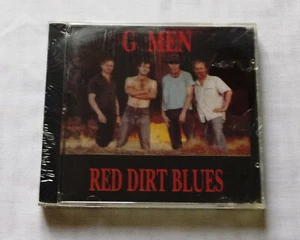 G MEN
RED DIRT BLUES